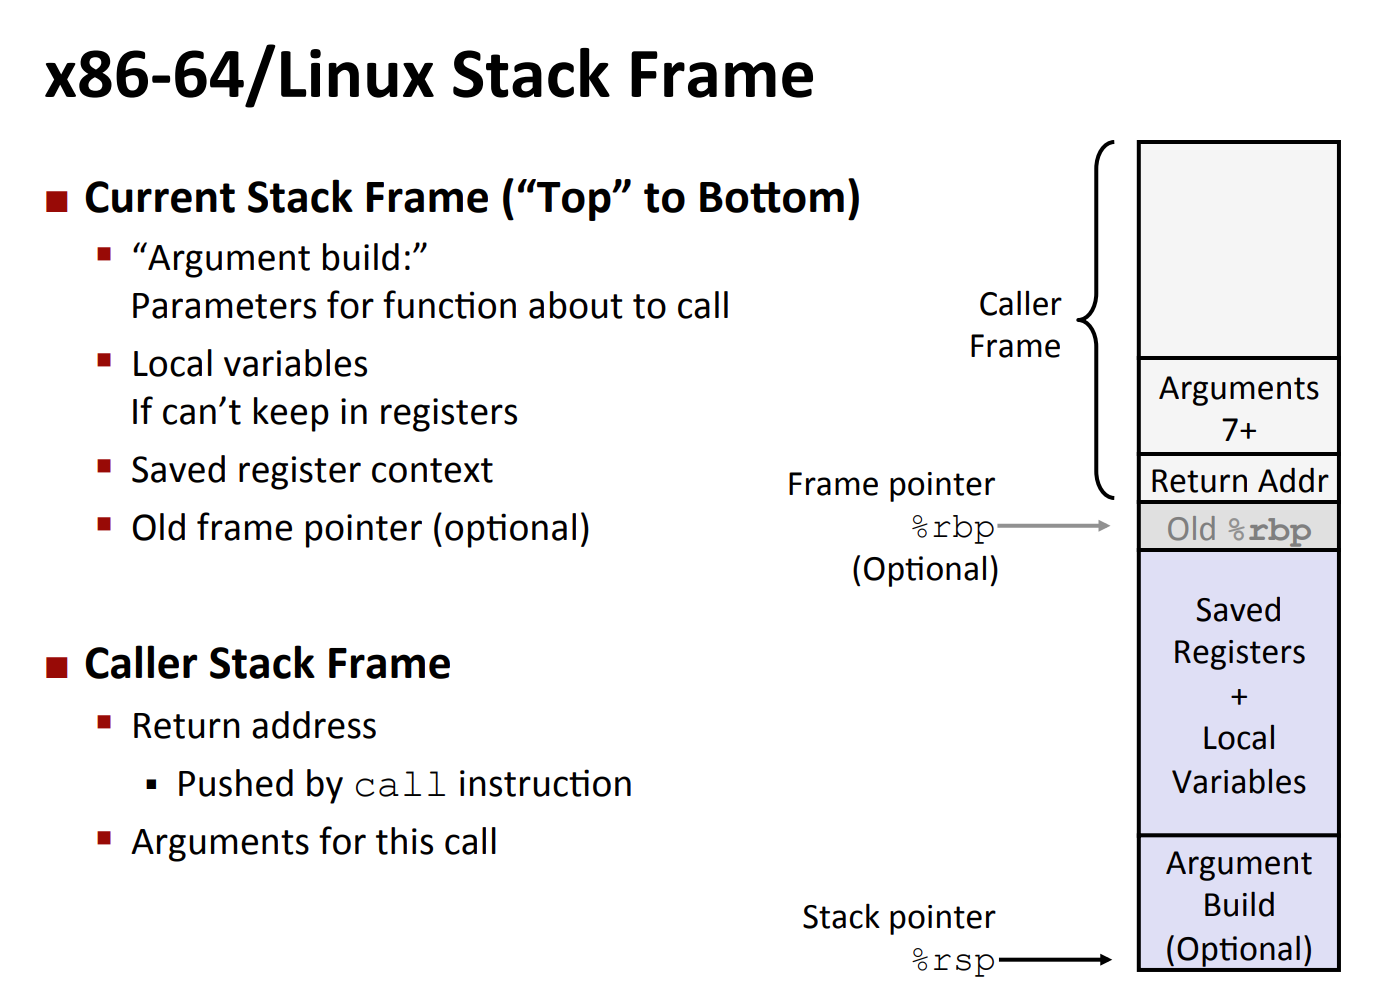 x86-64/Linux Stack Frame
Current Stack Frame (“Top” to Bottom)
“Argument build:”
Parameters for function about to call
Local variables
If can’t keep in registers
Saved register context
Old frame pointer (optional)
Caller Stack Frame
Return address
Pushed by call instruction
Arguments for this call
Caller
Frame
Arguments
7+
Return Addr
Frame pointer
%rbp
(Optional)
Old %rbp
Saved
Registers
+
Local
Variables
Argument
Build
(Optional)
Stack pointer
%rsp